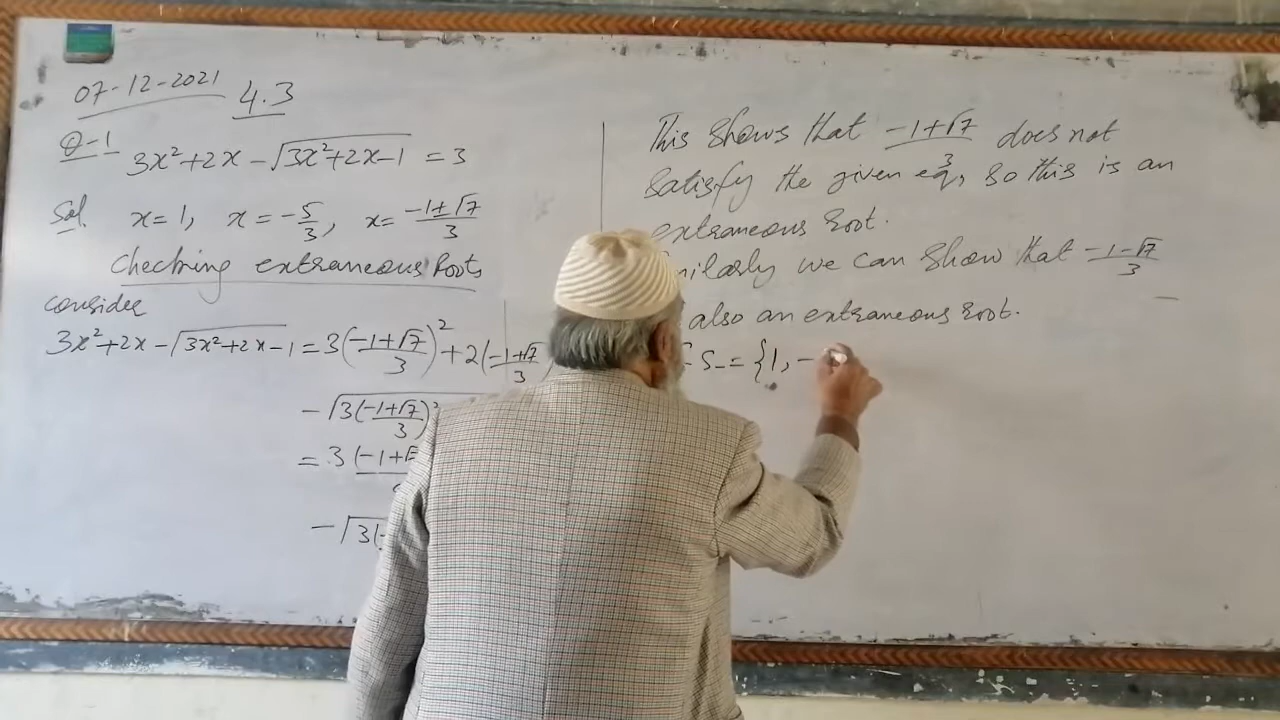 07-12-2021 4.3
Q-1 3x²+2x-√(3x²+2x-1) = 3
Sol. x=1, x=-5/3, x=(-1±√7)/3
Checking extraneous Roots
consider
3x²+2x-√(3x²+2x-1) = 3((-1+√7)/3)²+2((-1+√7)/3
-√(3((-1+√7)/3)²
= 3(-1+√
-√3(-
This shows that (-1+√7)/3 does not
satisfy the given eq, so this is an
extraneous root.
we can show that (-1-√7)/3
also an extraneous root.
S = {1, -